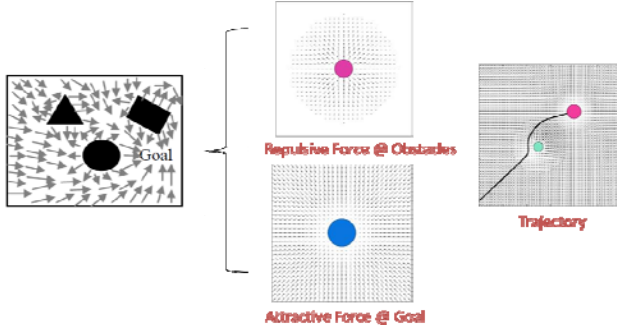 Goal
Repulsive Force @ Obstacles
Attractive Force @ Goal
Trajectory